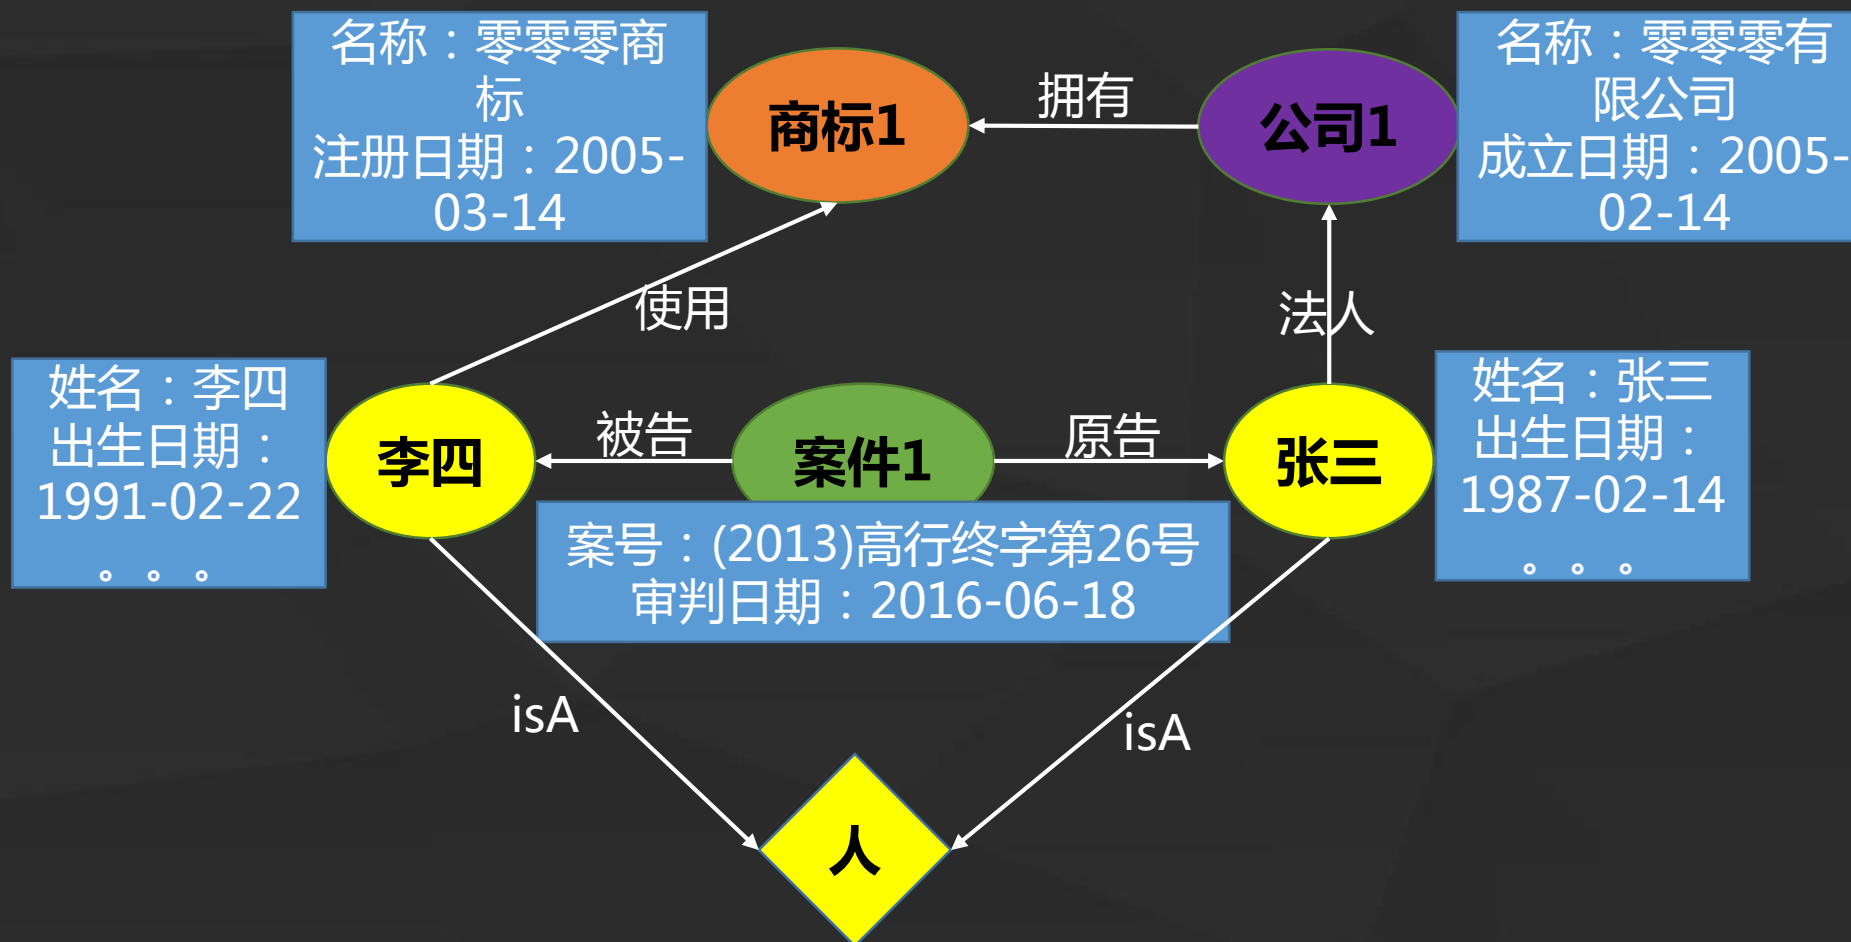 名称：零零零商
标
注册日期：2005-
03-14
商标1
拥有
公司1
名称：零零零有
限公司
成立日期：2005-
02-14
使用
法人
姓名：李四
出生日期：
1991-02-22
。。。
李四
被告
案件1
原告
张三
姓名：张三
出生日期：
1987-02-14
。。。
案号：(2013)高行终字第26号
审判日期：2016-06-18
isA
isA
人